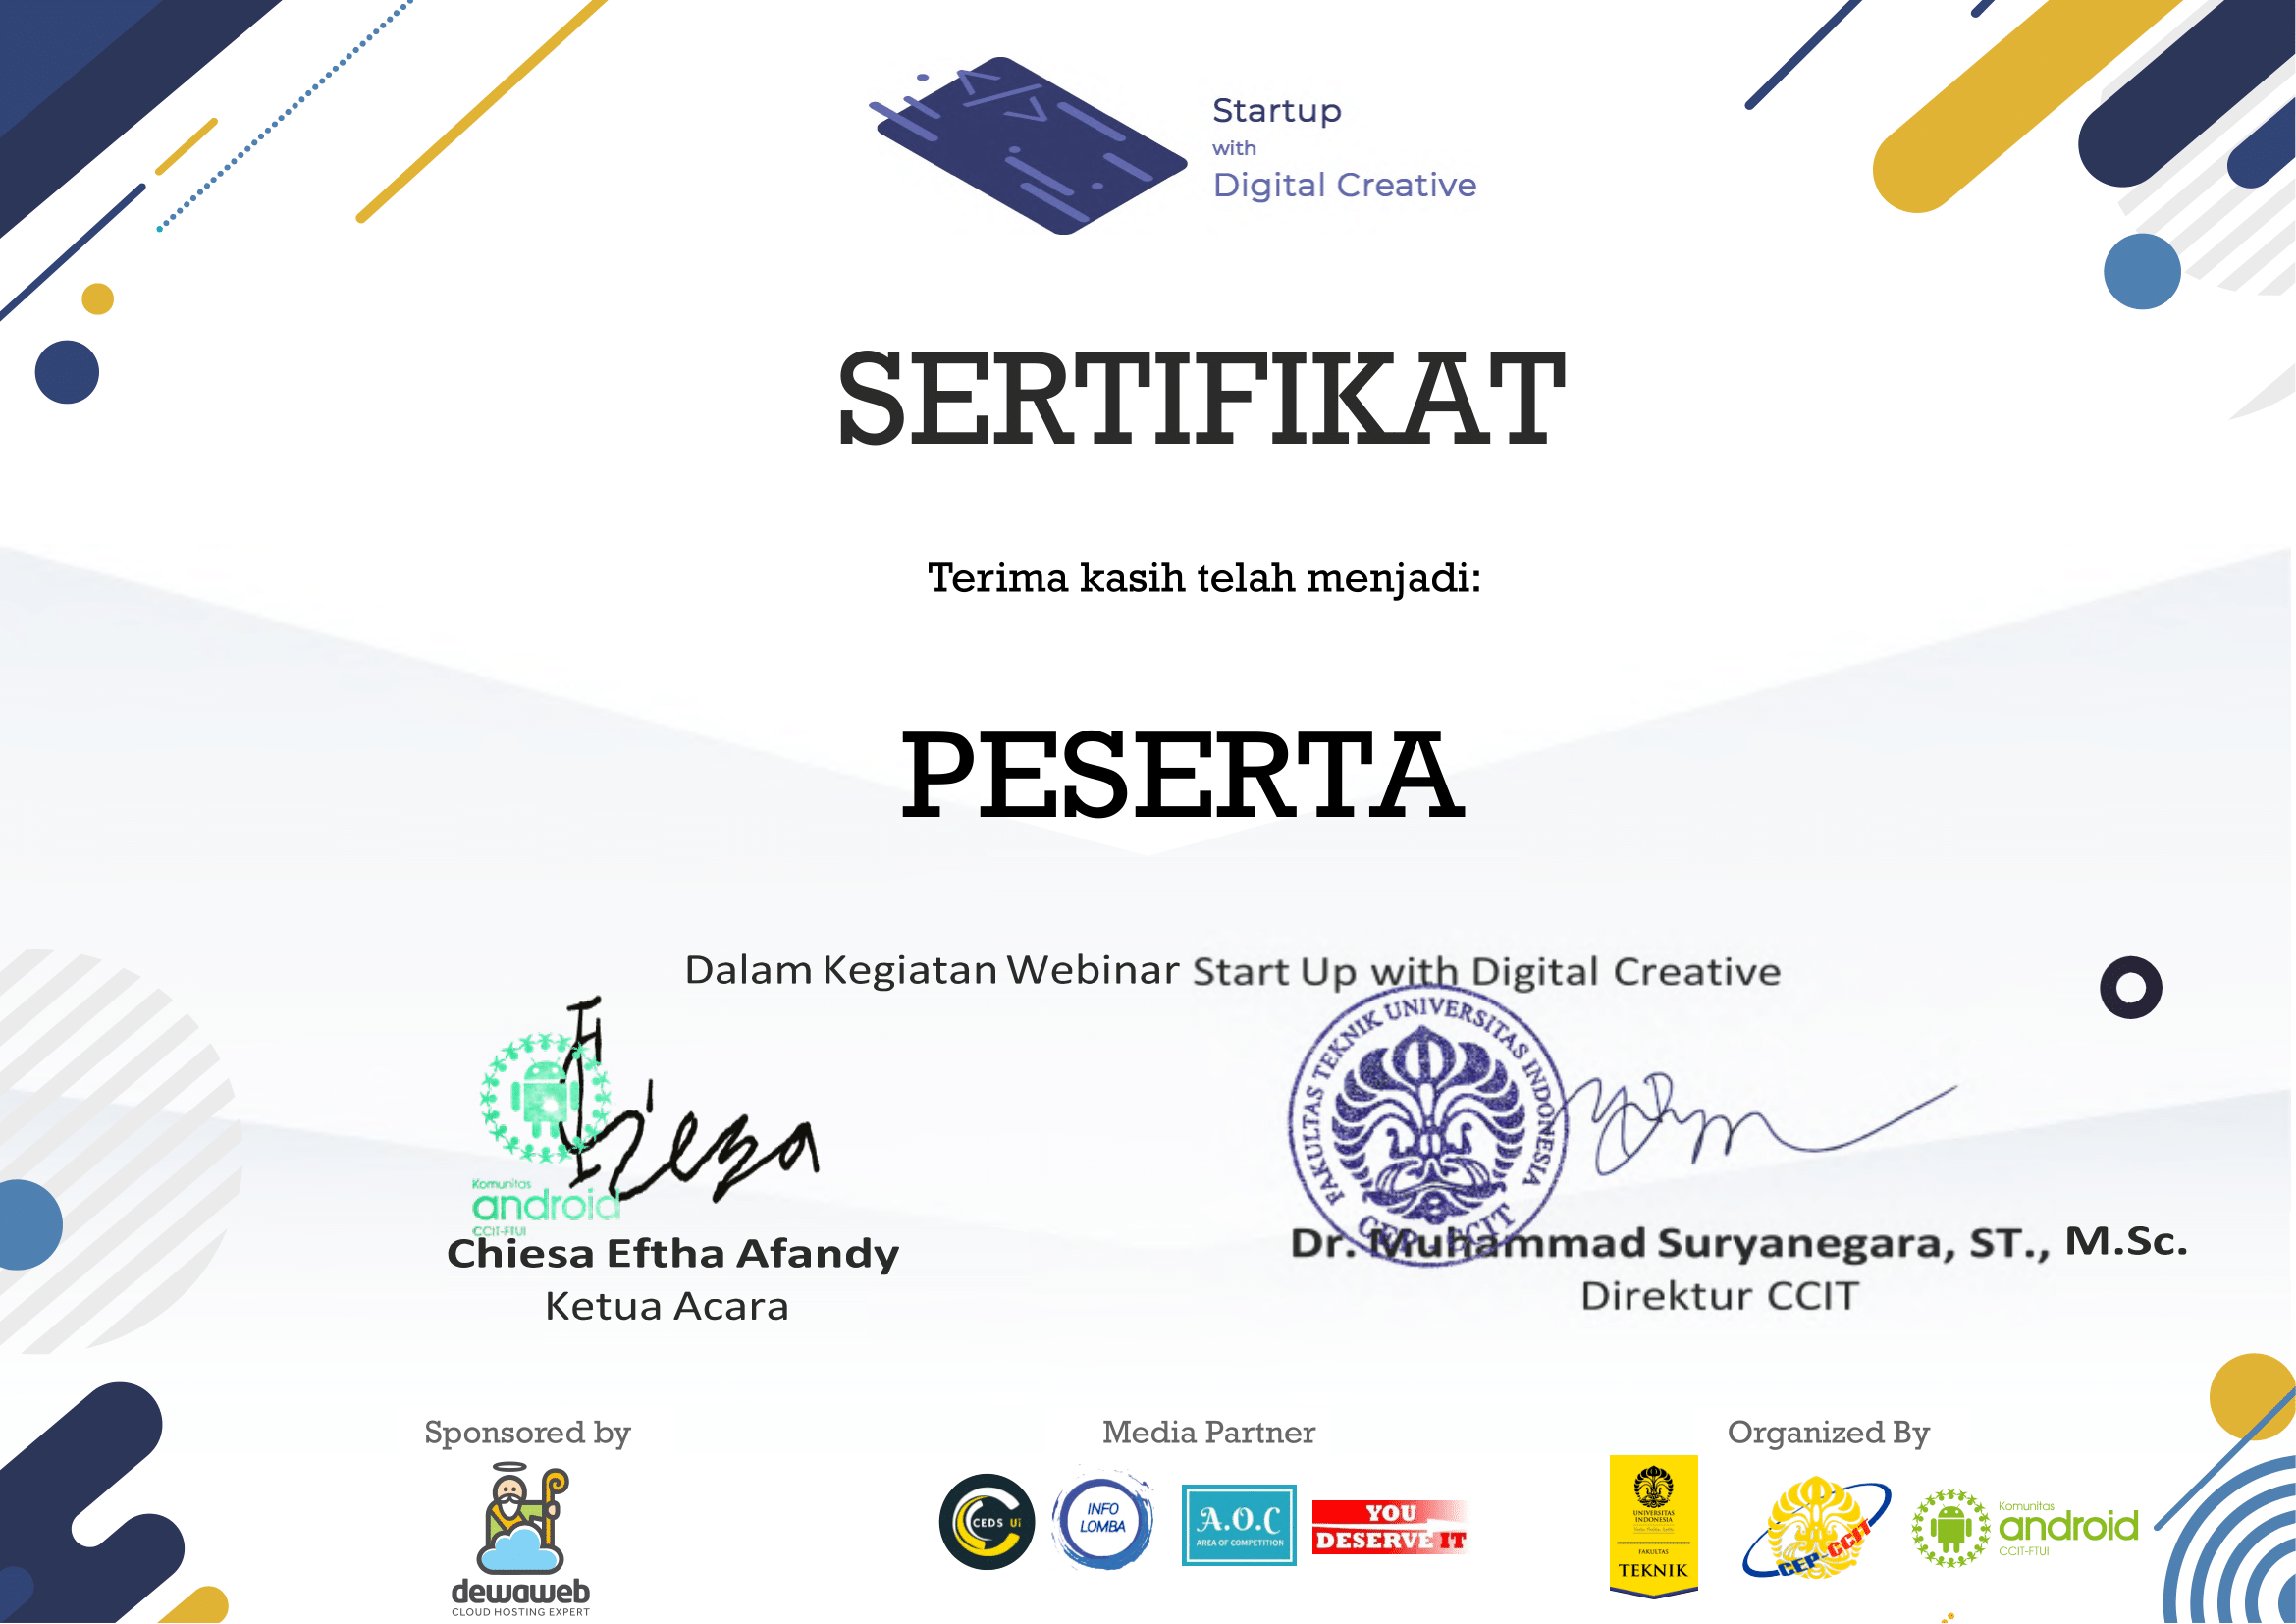 Startup
with
Digital Creative
SERTIFIKAT
Terima kasih telah menjadi:
PESERTA
Dalam Kegiatan Webinar Start Up with Digital Creative
FAKULTAS TEKNIK UNIVERSITAS INDONESIA
CEP - CCIT
Komunitas
android
CCIT-FTUI
Chiesa Eftha Afandy
Ketua Acara
Dr. Muhammad Suryanegara, ST., M.Sc.
Direktur CCIT
Sponsored by
dewaweb
CLOUD HOSTING EXPERT
Media Partner
CEDS Ui
INFO
LOMBA
A.O.C
AREA OF COMPETITION
YOU
DESERVE IT
Organized By
UNIVERSITAS
INDONESIA
FAKULTAS
TEKNIK
CEP-CCIT
Komunitas
android
CCIT-FTUI